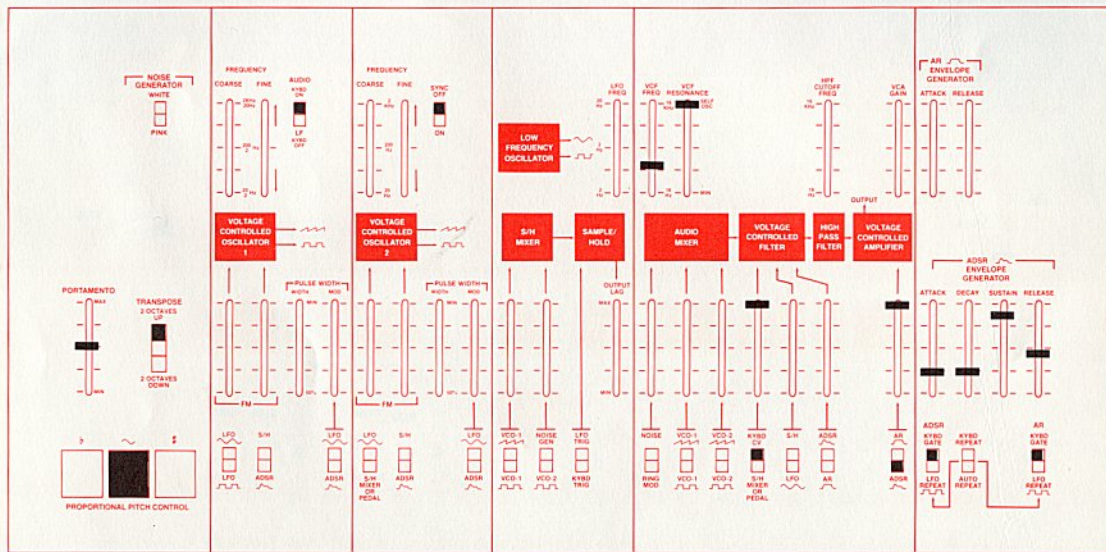 NOISE
GENERATOR
WHITE
PINK
PORTAMENTO
MAX
MIN
TRANSPOSE
2 OCTAVES
UP
2 OCTAVES
DOWN
♭
♯
PROPORTIONAL PITCH CONTROL
FREQUENCY
COARSE FINE
AUDIO
KYBD
ON
LF
KYBD
OFF
VOLTAGE
CONTROLLED
OSCILLATOR
1
PULSE WIDTH
WIDTH MOD
MIN
FM
LFO S/H LFO
LFO ADSR ADSR
FREQUENCY
COARSE FINE
SYNC
OFF
ON
VOLTAGE
CONTROLLED
OSCILLATOR
2
PULSE WIDTH
WIDTH MOD
MIN
FM
LFO S/H LFO
S/H
MIXER
OR
PEDAL
ADSR ADSR
LOW
FREQUENCY
OSCILLATOR
LFO
FREQ
S/H
MIXER
SAMPLE/
HOLD
OUTPUT
LAG
MAX
MIN
VCO-1
NOISE
GEN
LFO
TRIG
VCO-1 VCO-2
KYBD
TRIG
VCF
FREQ
VCF
RESONANCE
SELF
OSC
MIN
HPF
CUTOFF
FREQ
VCA
GAIN
OUTPUT
AUDIO
MIXER
VOLTAGE
CONTROLLED
FILTER
HIGH
PASS
FILTER
VOLTAGE
CONTROLLED
AMPLIFIER
NOISE VCO-1 VCO-2
KYBD
CV
S/H ADSR AR
RING
MOD
VCO-1 VCO-2
S/H
MIXER
OR
PEDAL
LFO AR ADSR
AR
ENVELOPE
GENERATOR
ATTACK RELEASE
ADSR
ENVELOPE
GENERATOR
ATTACK DECAY SUSTAIN RELEASE
ADSR
KYBD
GATE
KYBD
REPEAT
AR
KYBD
GATE
LFO
REPEAT
AUTO
REPEAT
LFO
REPEAT